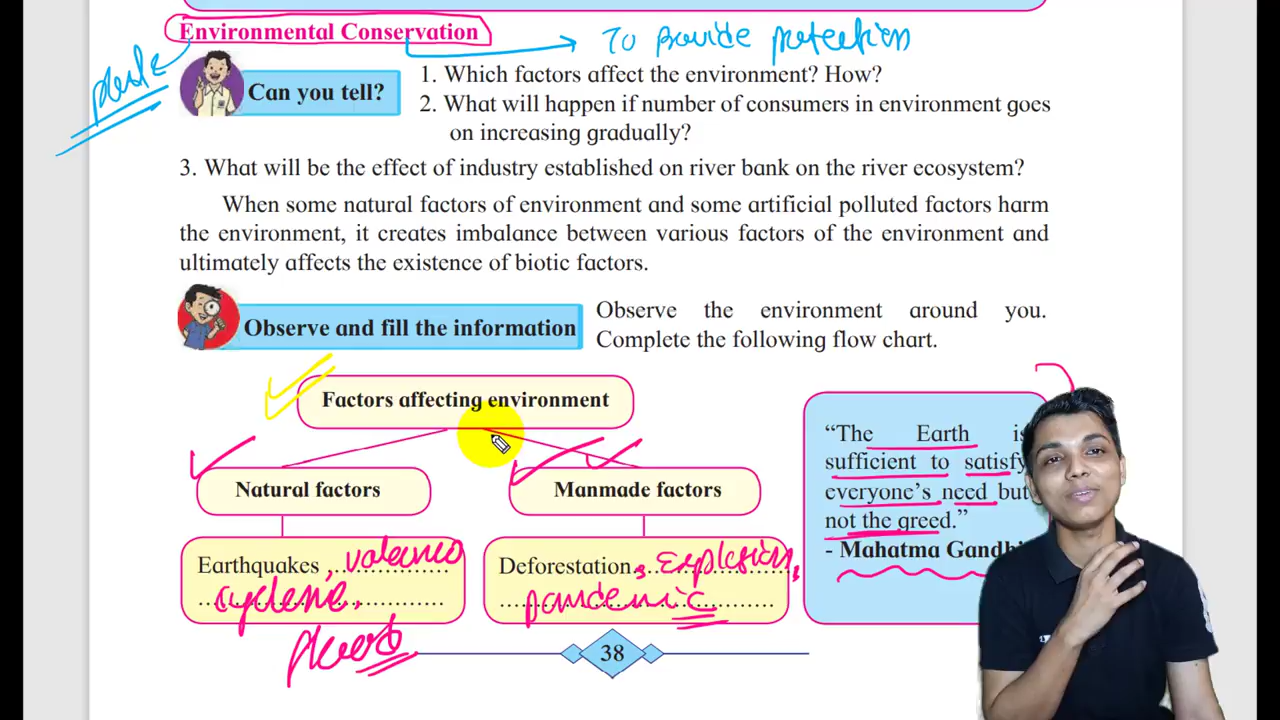 Environmental Conservation
To provide protection
Can you tell?
1. Which factors affect the environment? How?
2. What will happen if number of consumers in environment goes
on increasing gradually?
3. What will be the effect of industry established on river bank on the river ecosystem?
When some natural factors of environment and some artificial polluted factors harm
the environment, it creates imbalance between various factors of the environment and
ultimately affects the existence of biotic factors.
Observe and fill the information
Observe the environment around you.
Complete the following flow chart.
Factors affecting environment
Natural factors
Manmade factors
Earthquakes ,
cyclone.
Deforestation, explosion,
pandemic
“The Earth is
sufficient to satisfy
everyone’s need but
not the greed.”
- Mahatma Gandhi
38